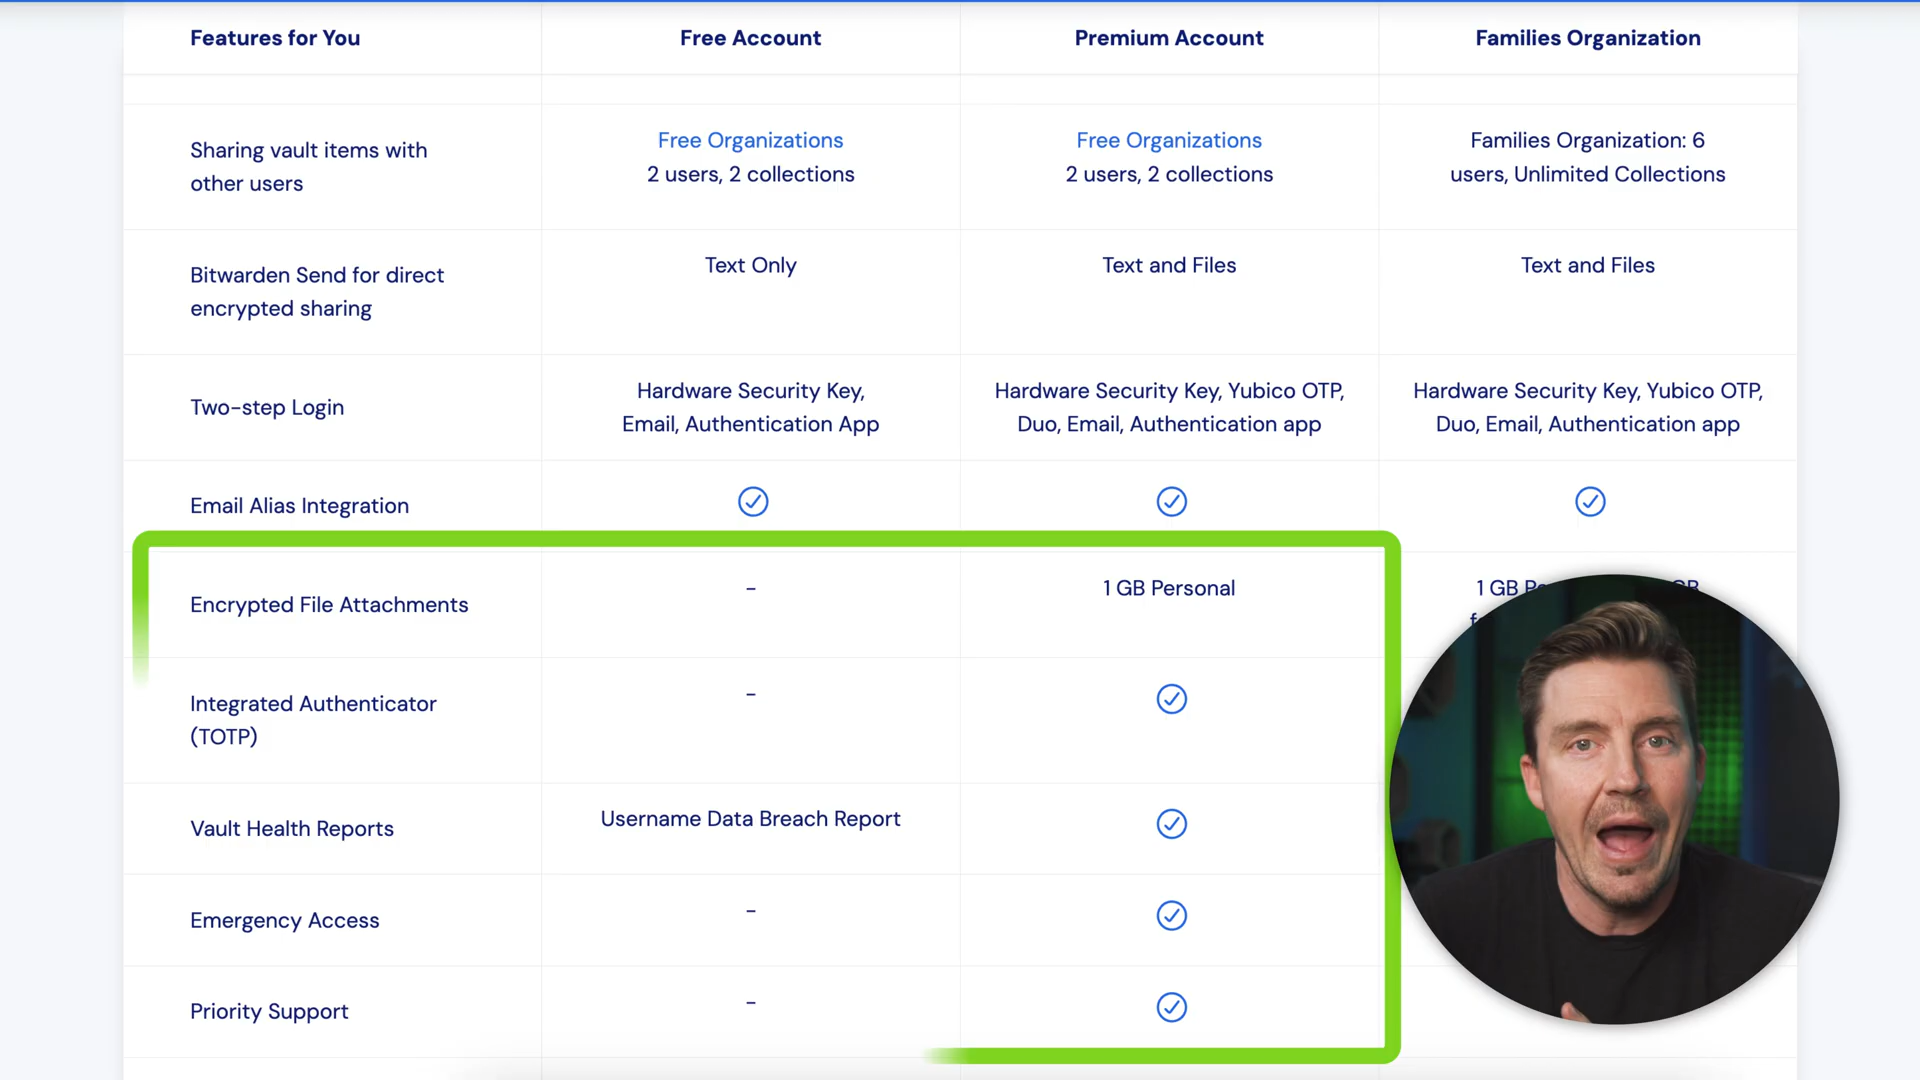 Features for You
Free Account
Premium Account
Families Organization
Sharing vault items with
other users
Free Organizations
2 users, 2 collections
Free Organizations
2 users, 2 collections
Families Organization: 6
users, Unlimited Collections
Bitwarden Send for direct
encrypted sharing
Text Only
Text and Files
Text and Files
Two-step Login
Hardware Security Key,
Email, Authentication App
Hardware Security Key, Yubico OTP,
Duo, Email, Authentication app
Hardware Security Key, Yubico OTP,
Duo, Email, Authentication app
Email Alias Integration
Encrypted File Attachments
-
1 GB Personal
1 GB
Integrated Authenticator
(TOTP)
-
Vault Health Reports
Username Data Breach Report
Emergency Access
-
Priority Support
-